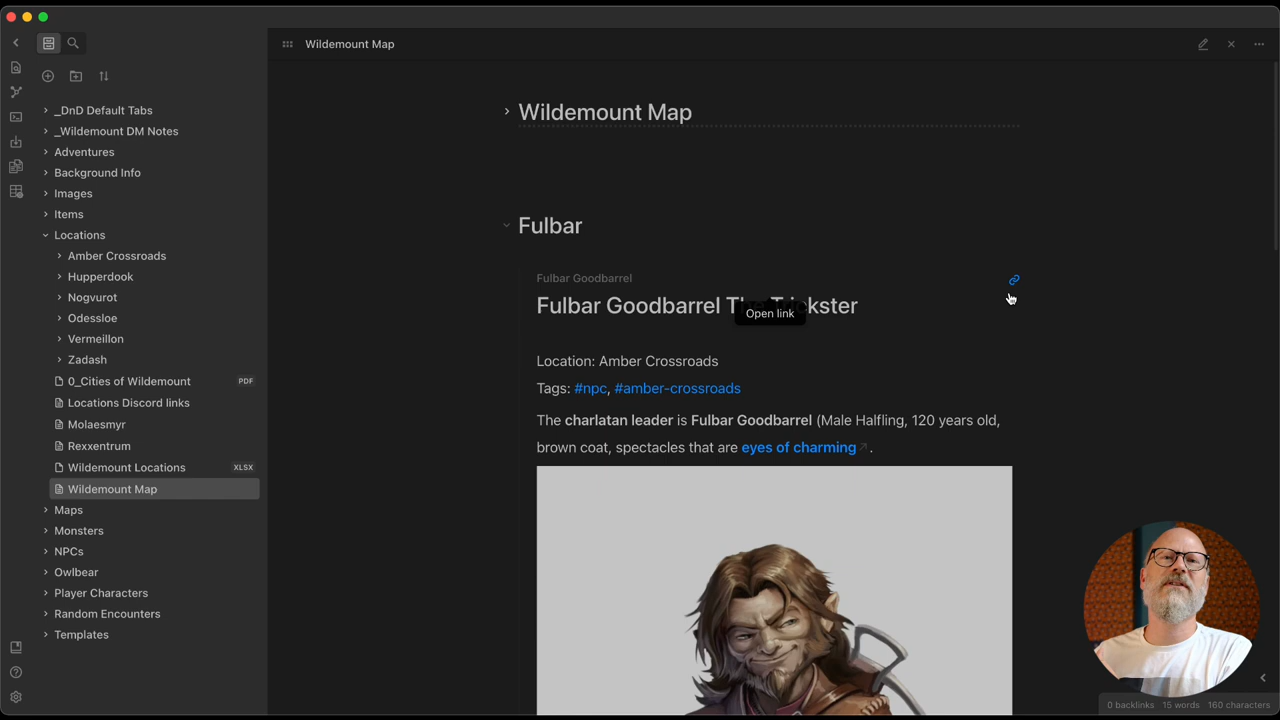 Wildemount Map
_DnD Default Tabs
_Wildemount DM Notes
Adventures
Background Info
Images
Items
Locations
Amber Crossroads
Hupperdook
Nogvurot
Odessloe
Vermeillon
Zadash
0_Cities of Wildemount PDF
Locations Discord links
Molaesmyr
Rexxentrum
Wildemount Locations XLSX
Wildemount Map
Maps
Monsters
NPCs
Owlbear
Player Characters
Random Encounters
Templates
Wildemount Map
Fulbar
Fulbar Goodbarrel
Fulbar Goodbarrel The Trickster
Open link
Location: Amber Crossroads
Tags: #npc, #amber-crossroads
The charlatan leader is Fulbar Goodbarrel (Male Halfling, 120 years old,
brown coat, spectacles that are eyes of charming .
0 backlinks 15 words 160 characters